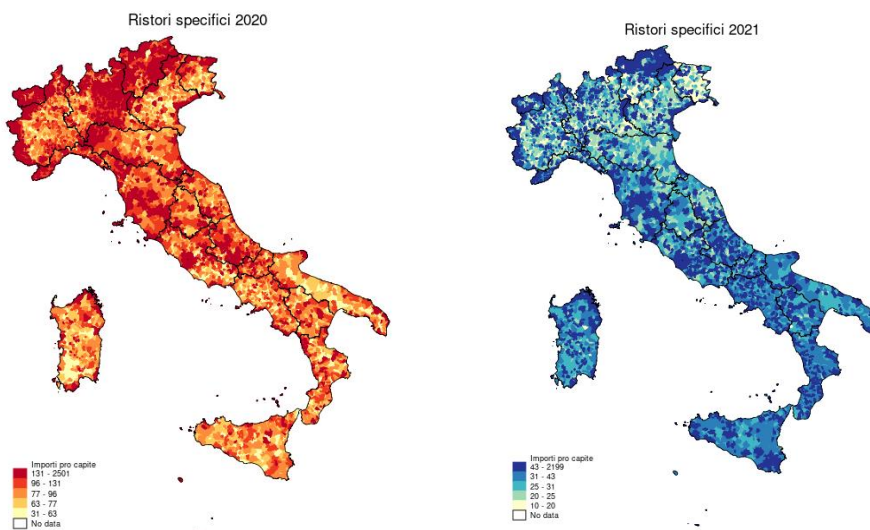 Ristori specifici 2020
Importi pro capite
131 - 2501
96 - 131
77 - 96
63 - 77
31 - 63
No data
Ristori specifici 2021
Importi pro capite
43 - 2199
31 - 43
25 - 31
20 - 25
10 - 20
No data